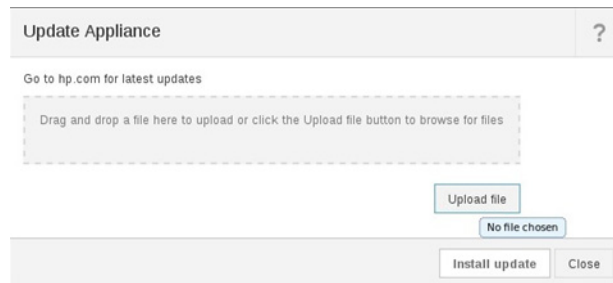 Update Appliance
?
Go to hp.com for latest updates
Drag and drop a file here to upload or click the Upload file button to browse for files
Upload file
No file chosen
Install update
Close